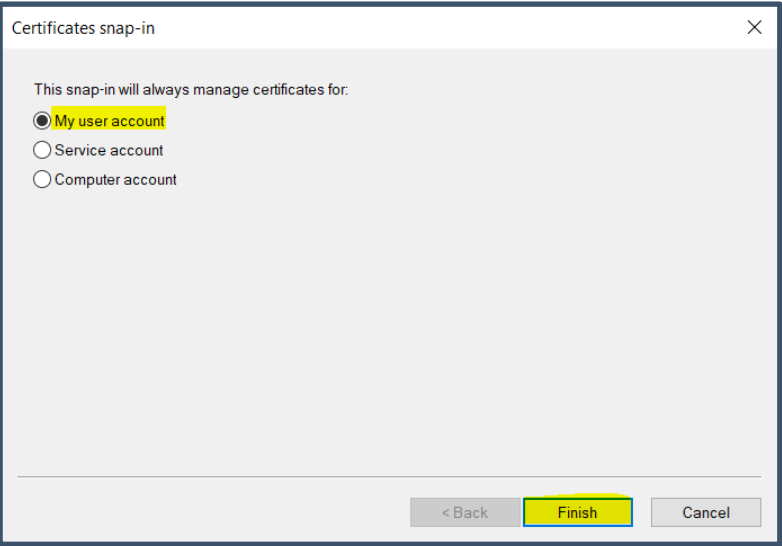 Certificates snap-in
This snap-in will always manage certificates for:
My user account
Service account
Computer account
< Back Finish Cancel